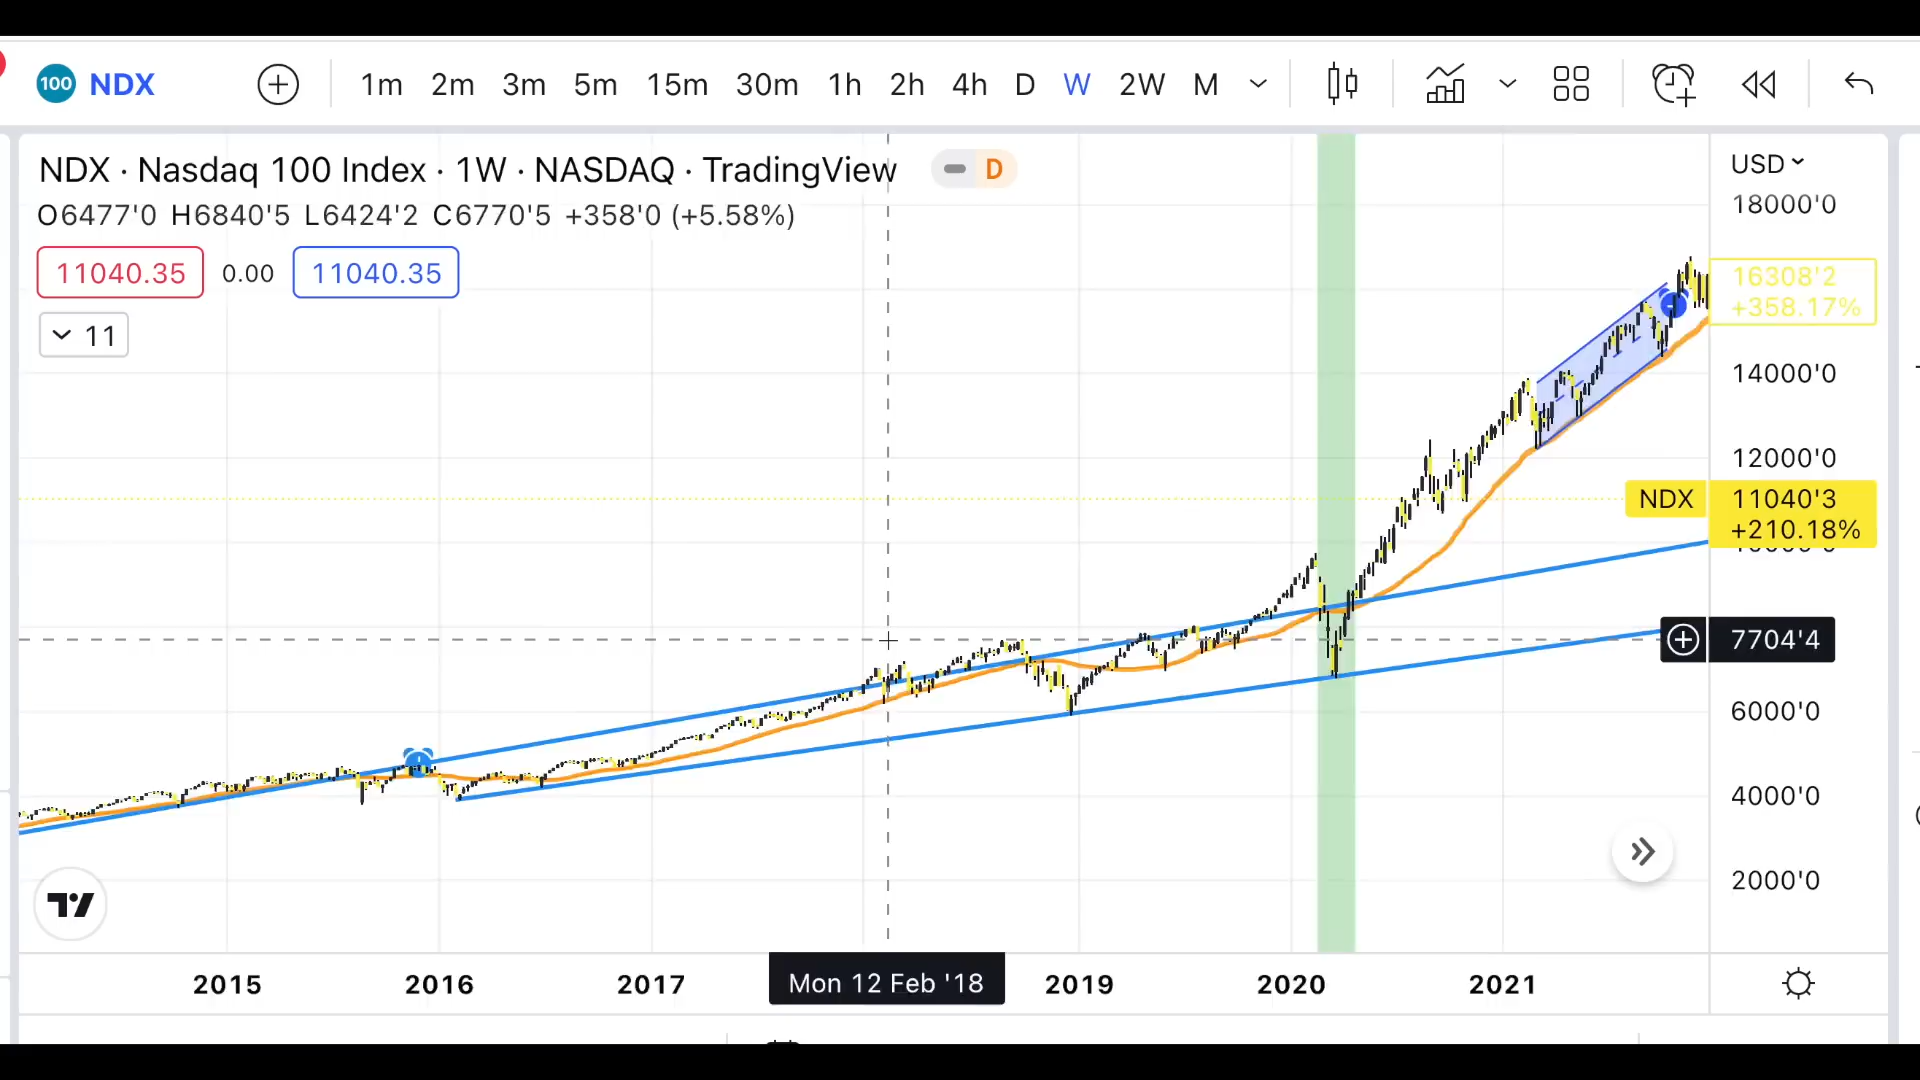 100 NDX 1m 2m 3m 5m 15m 30m 1h 2h 4h D W 2W M
NDX · Nasdaq 100 Index · 1W · NASDAQ · TradingView D
O6477'0 H6840'5 L6424'2 C6770'5 +358'0 (+5.58%)
11040.35 0.00 11040.35
11
USD
18000'0
16308'2
+358.17%
14000'0
12000'0
NDX 11040'3
+210.18%
7704'4
6000'0
4000'0
2000'0
2015 2016 2017 Mon 12 Feb '18 2019 2020 2021